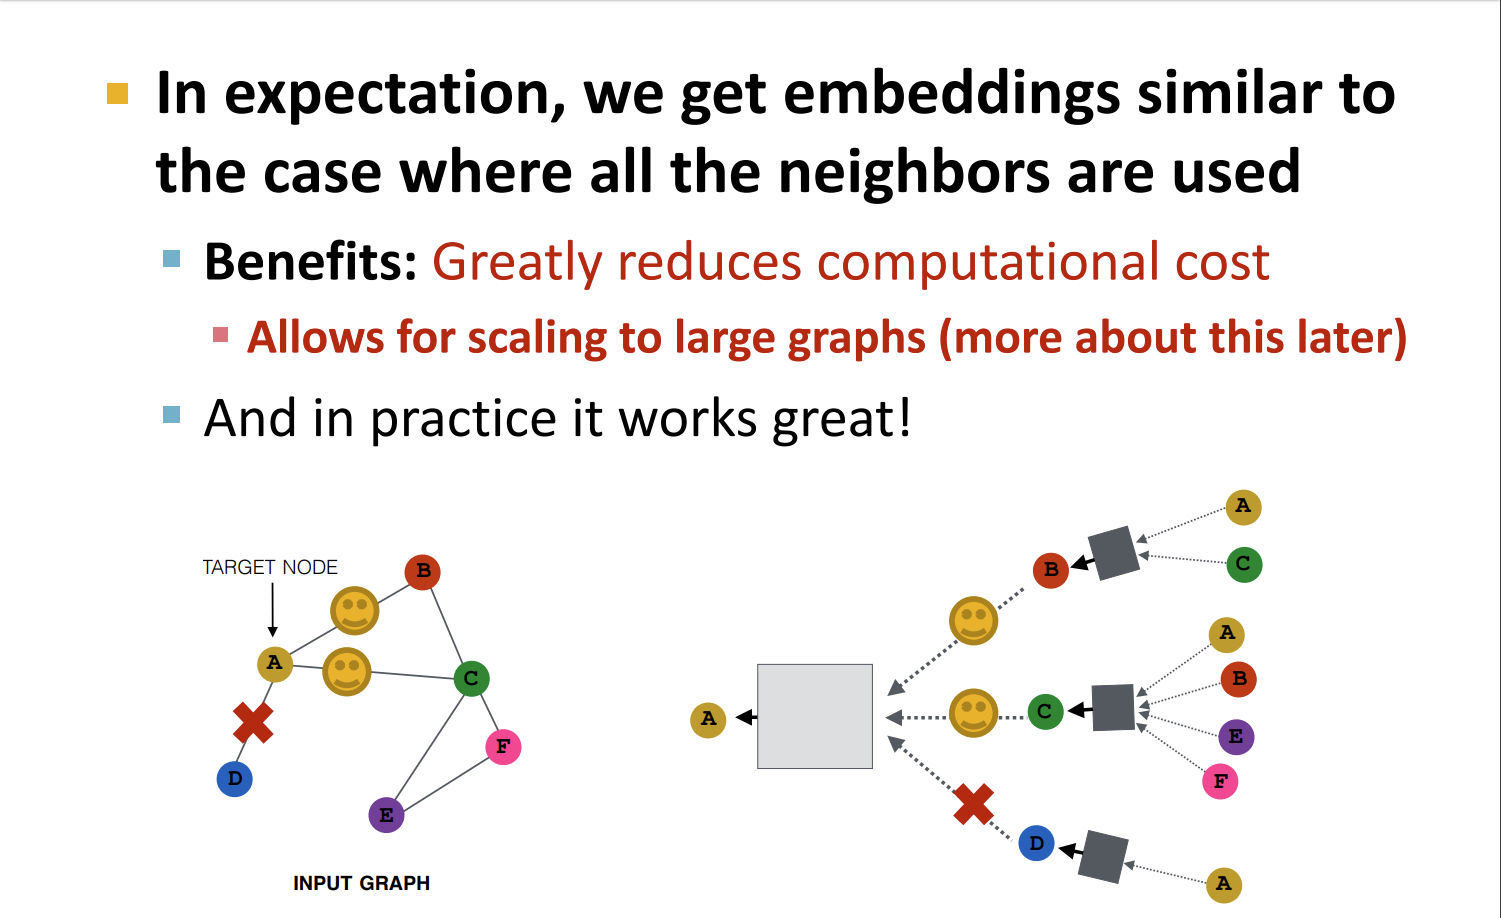 In expectation, we get embeddings similar to
the case where all the neighbors are used
Benefits: Greatly reduces computational cost
Allows for scaling to large graphs (more about this later)
And in practice it works great!
TARGET NODE
B
A
C
F
D
E
INPUT GRAPH
A
C
B
A
B
C
A
E
F
D
A